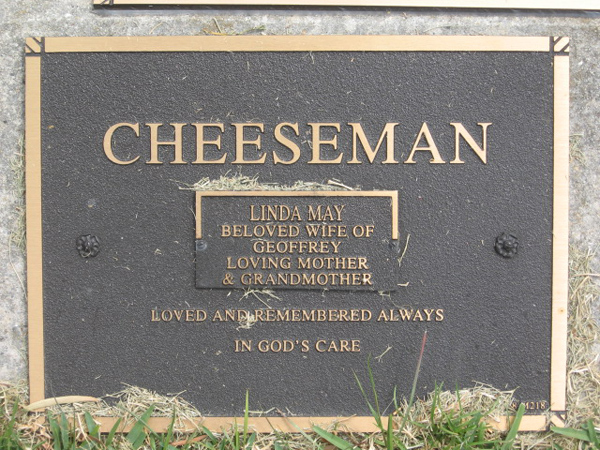 CHEESEMAN
LINDA MAY
BELOVED WIFE OF
GEOFFREY
LOVING MOTHER
& GRANDMOTHER
LOVED AND REMEMBERED ALWAYS
IN GOD'S CARE